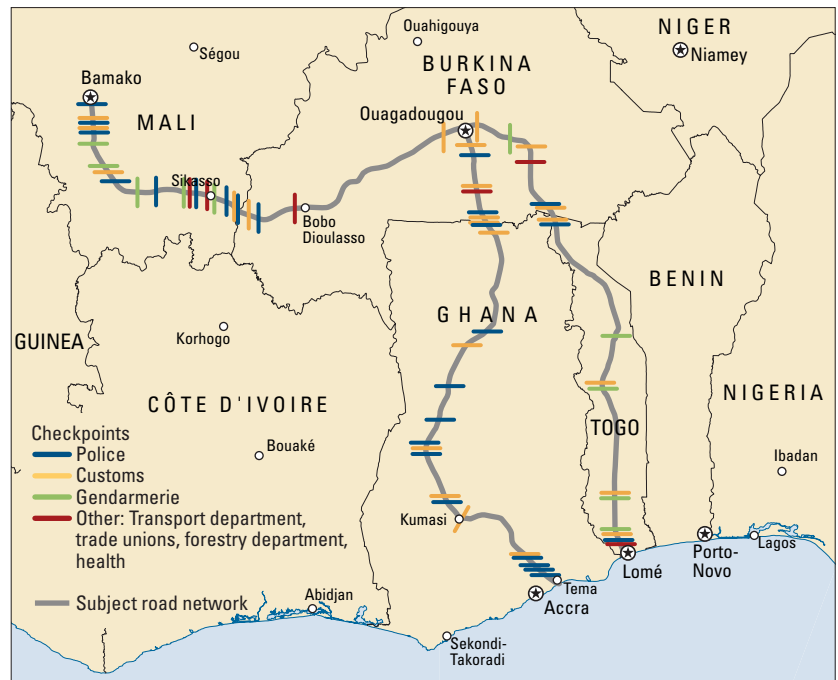 Ouahigouya
NIGER
Ségou
Niamey
BURKINA
FASO
Bamako
Ouagadougou
MALI
Sikasso
Bobo
Dioulasso
BENIN
GHANA
Korhogo
GUINEA
NIGERIA
CÔTE D'IVOIRE
TOGO
Checkpoints
Police
Bouaké
Ibadan
Customs
Gendarmerie
Other: Transport department,
trade unions, forestry department,
health
Kumasi
Lagos
Porto-
Novo
Lomé
Tema
Subject road network
Accra
Abidjan
Sekondi-
Takoradi